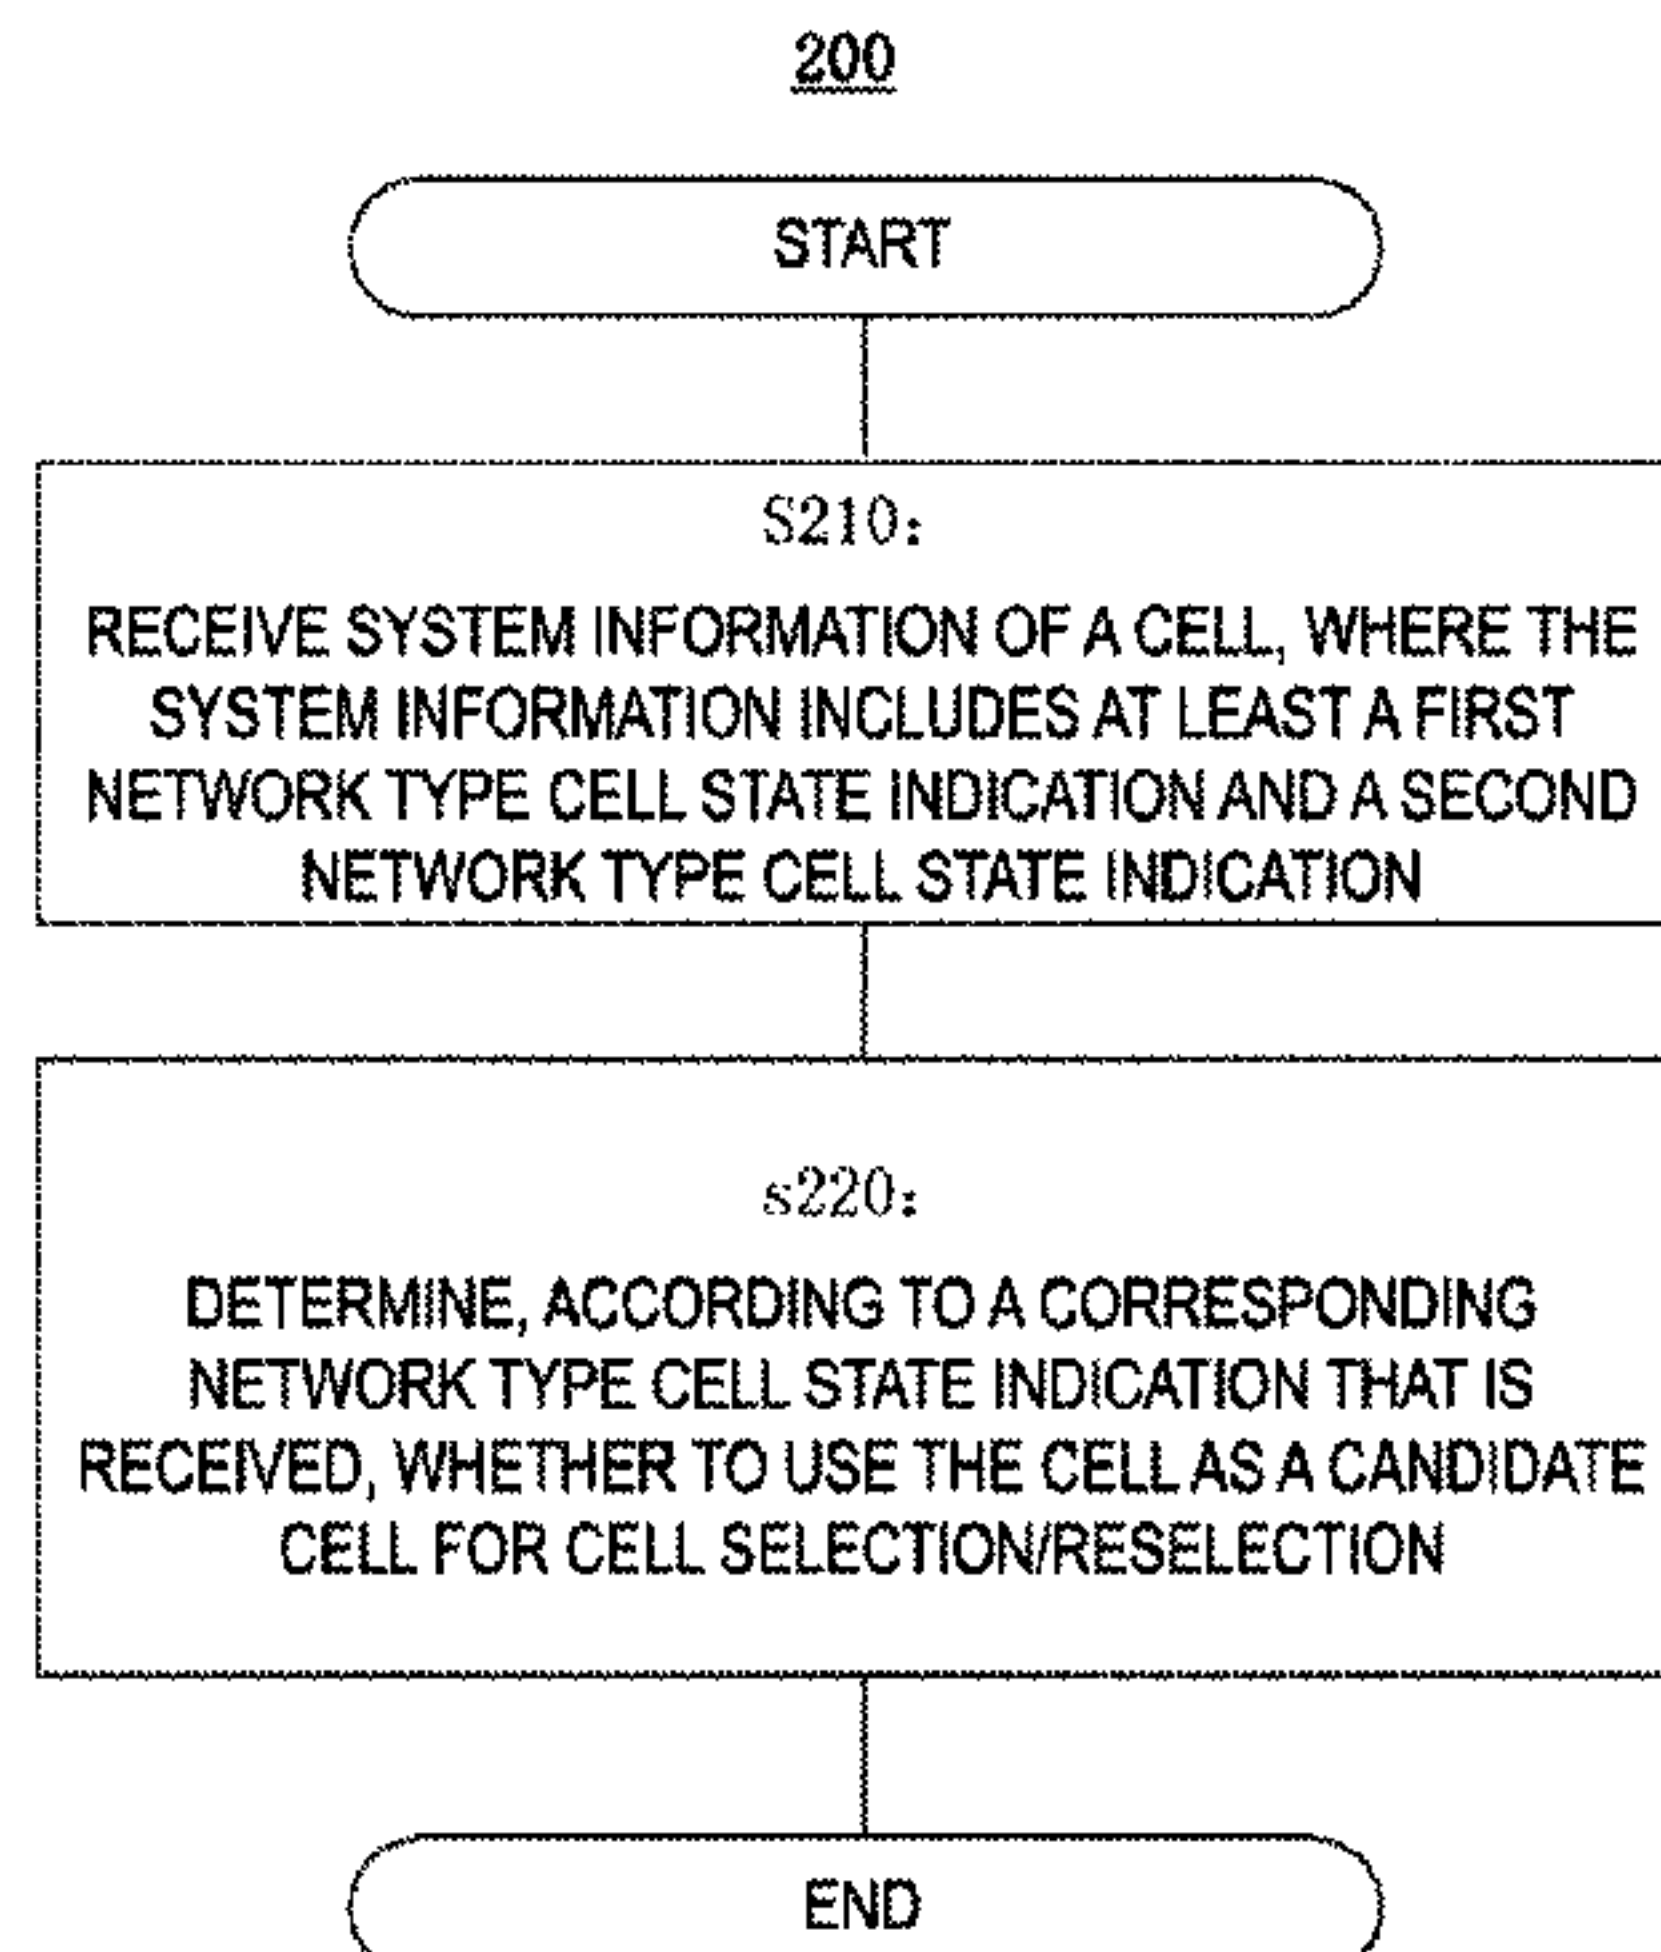 200
START
S210:
RECEIVE SYSTEM INFORMATION OF A CELL, WHERE THE
SYSTEM INFORMATION INCLUDES AT LEAST A FIRST
NETWORK TYPE CELL STATE INDICATION AND A SECOND
NETWORK TYPE CELL STATE INDICATION
s220:
DETERMINE, ACCORDING TO A CORRESPONDING
NETWORK TYPE CELL STATE INDICATION THAT IS
RECEIVED, WHETHER TO USE THE CELL AS A CANDIDATE
CELL FOR CELL SELECTION/RESELECTION
END